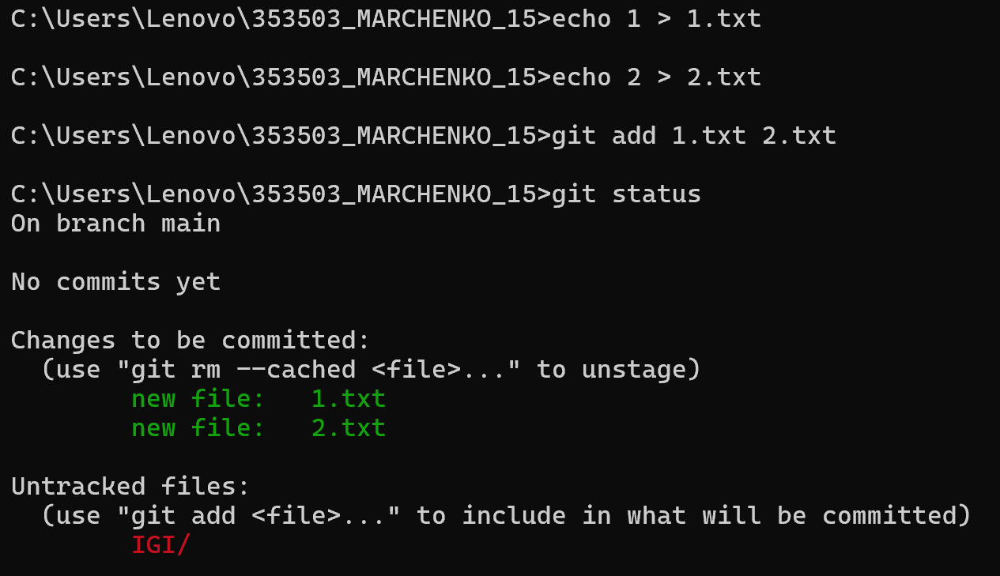 C:\Users\Lenovo\353503_MARCHENKO_15>echo 1 > 1.txt
C:\Users\Lenovo\353503_MARCHENKO_15>echo 2 > 2.txt
C:\Users\Lenovo\353503_MARCHENKO_15>git add 1.txt 2.txt
C:\Users\Lenovo\353503_MARCHENKO_15>git status
On branch main
No commits yet
Changes to be committed:
  (use "git rm --cached <file>..." to unstage)
        new file:   1.txt
        new file:   2.txt
Untracked files:
  (use "git add <file>..." to include in what will be committed)
        IGI/